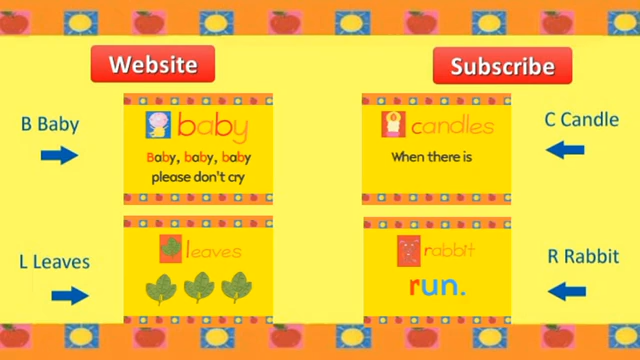 Website
Subscribe
B Baby
baby
Baby, baby, baby
please don't cry
candles
When there is
C Candle
L Leaves
leaves
rabbit
run.
R Rabbit